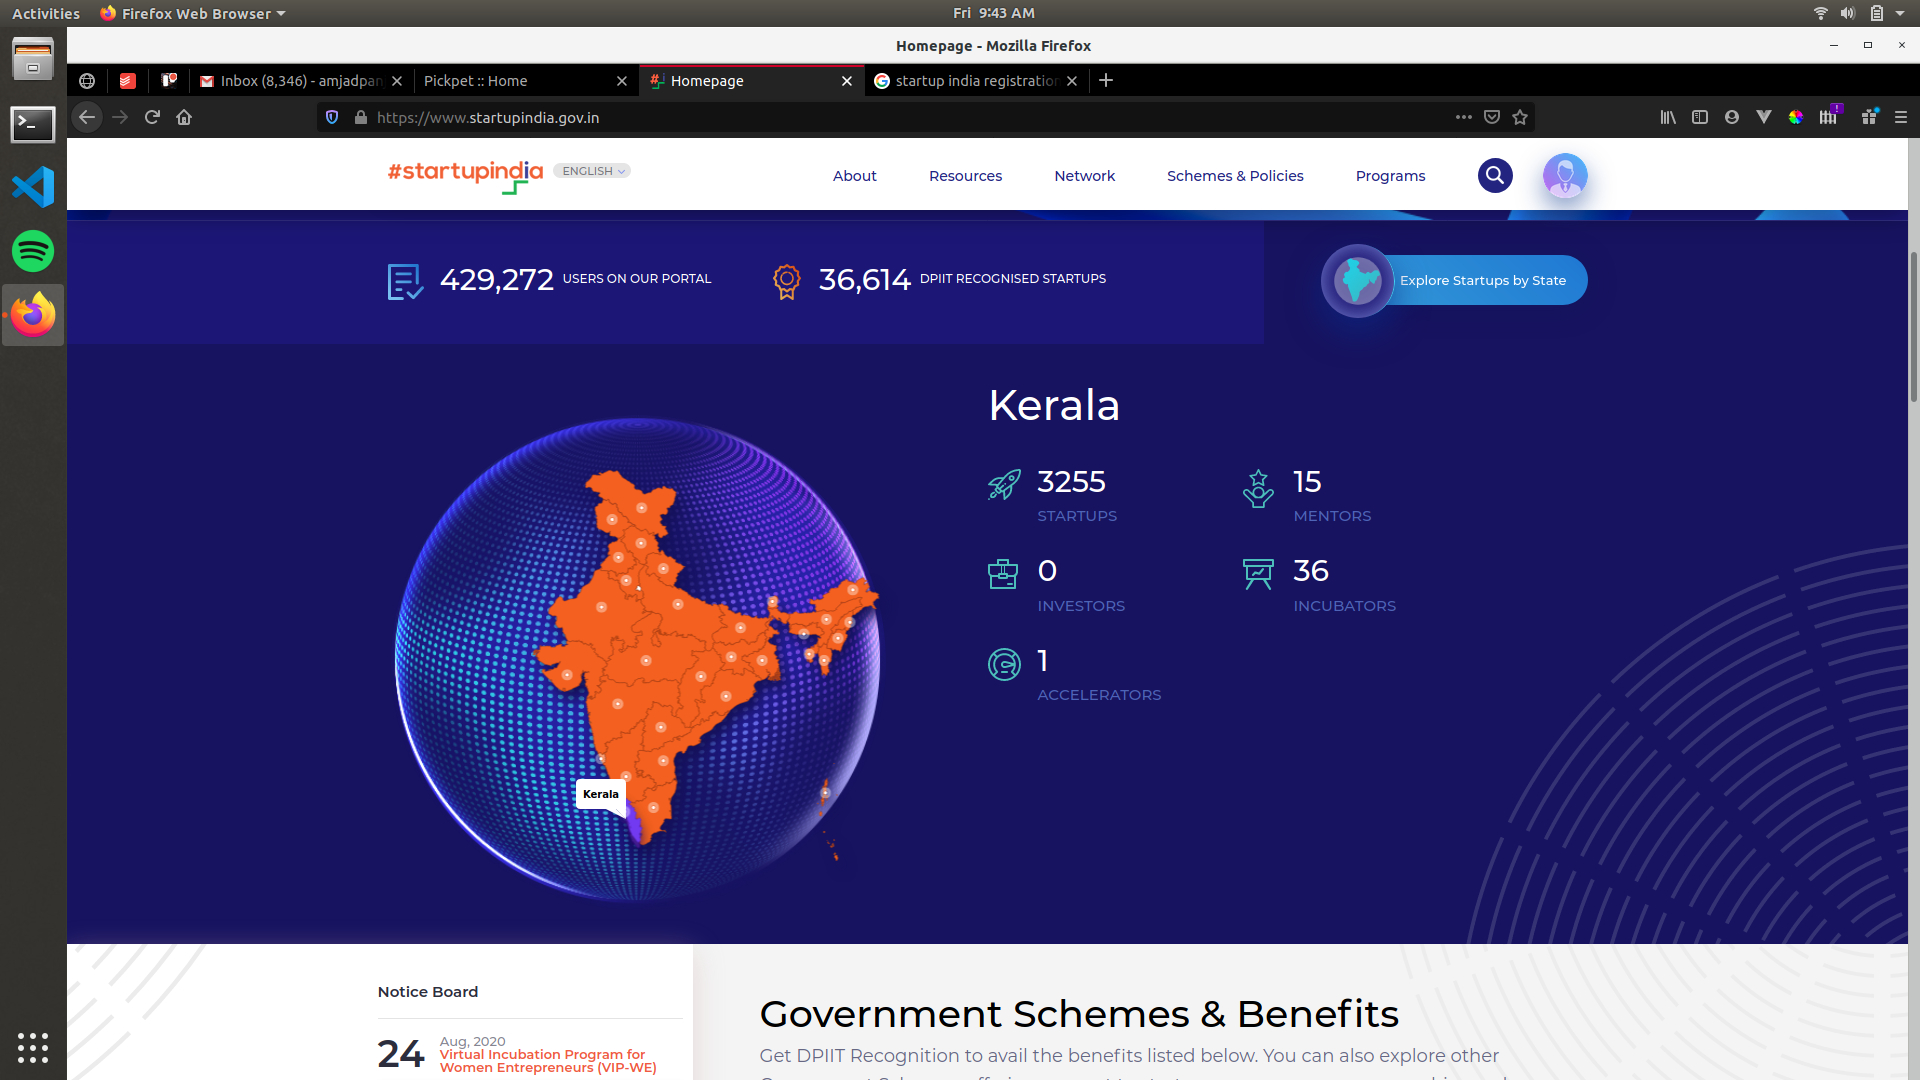 Activities
Firefox Web Browser
Fri 9:43 AM
Homepage - Mozilla Firefox
Inbox (8,346) - amjadpan
Pickpet :: Home
Homepage
startup india registration
https://www.startupindia.gov.in
#startupindia
ENGLISH
About
Resources
Network
Schemes & Policies
Programs
429,272 USERS ON OUR PORTAL
36,614 DPIIT RECOGNISED STARTUPS
Explore Startups by State
Kerala
3255
STARTUPS
15
MENTORS
0
INVESTORS
36
INCUBATORS
1
ACCELERATORS
Kerala
Notice Board
24
Aug, 2020
Virtual Incubation Program for
Women Entrepreneurs (VIP-WE)
Government Schemes & Benefits
Get DPIIT Recognition to avail the benefits listed below. You can also explore other